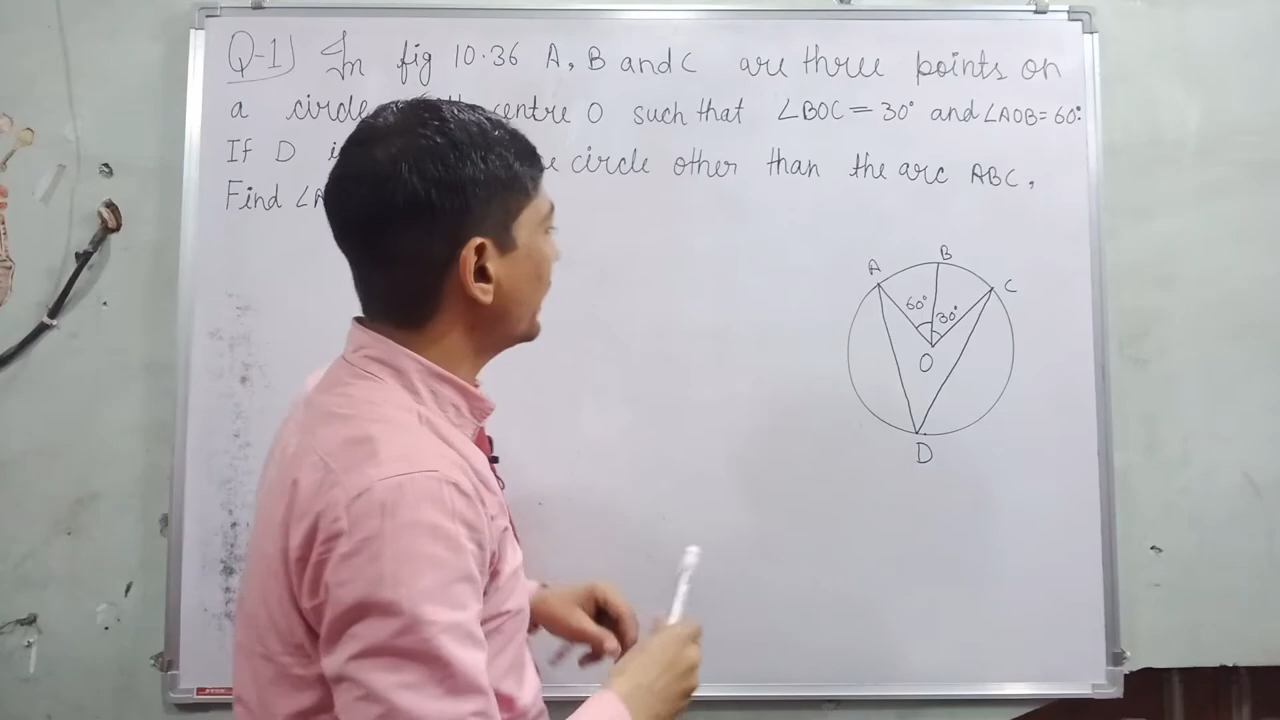 Q-1) In fig 10.36 A, B and C are three points on
a circle centre O such that ∠BOC = 30° and ∠AOB = 60°.
If D circle other than the arc ABC,
Find ∠A
B
A
C
60°
30°
O
D